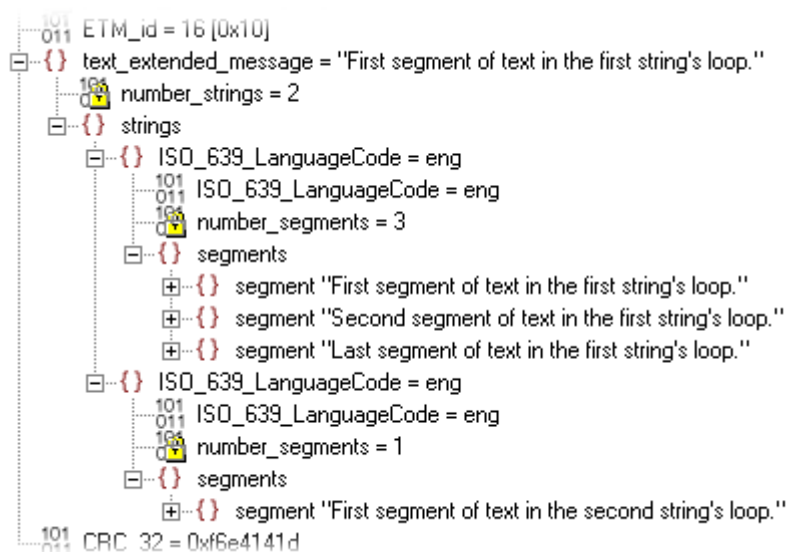 ETM_id = 16 [0x10]
text_extended_message = "First segment of text in the first string's loop."
number_strings = 2
strings
ISO_639_LanguageCode = eng
ISO_639_LanguageCode = eng
number_segments = 3
segments
segment "First segment of text in the first string's loop."
segment "Second segment of text in the first string's loop."
segment "Last segment of text in the first string's loop."
ISO_639_LanguageCode = eng
ISO_639_LanguageCode = eng
number_segments = 1
segments
segment "First segment of text in the second string's loop."
CRC_32 = 0xf6e4141d